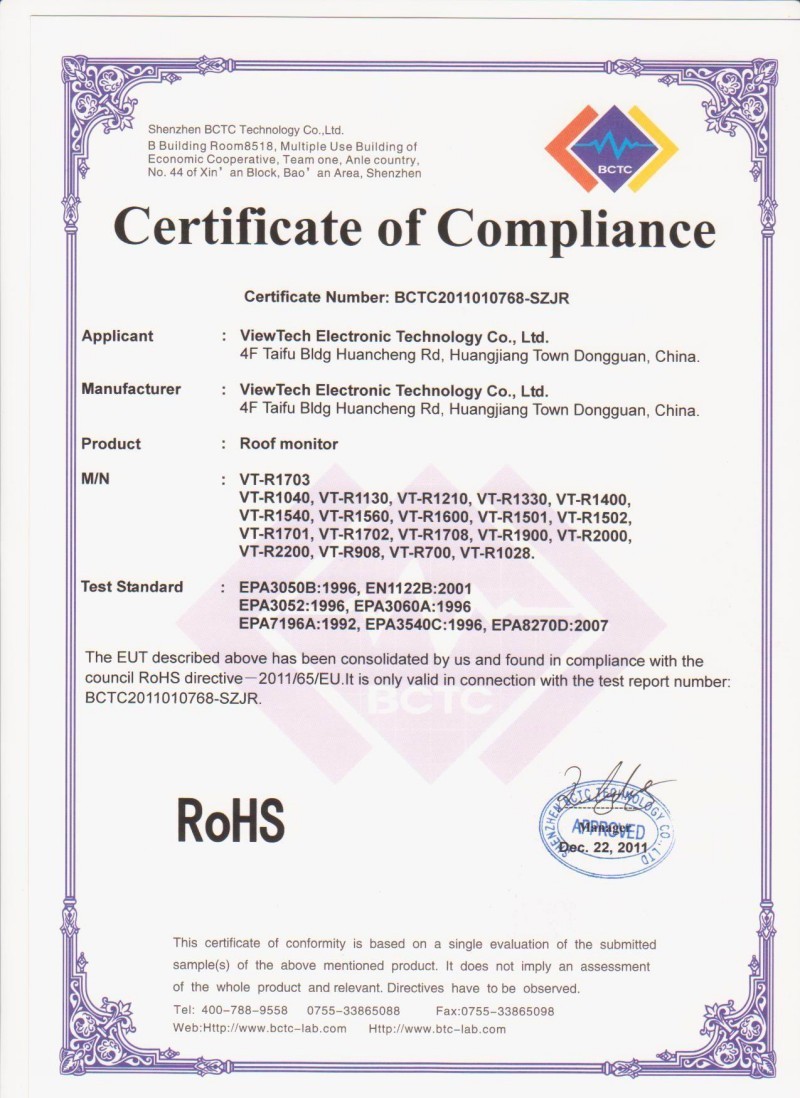 Shenzhen BCTC Technology Co.,Ltd.
B Building Room8518, Multiple Use Building of
Economic Cooperative, Team one, Anle country,
No. 44 of Xin'an Block, Bao'an Area, Shenzhen
BCTC
Certificate of Compliance
Certificate Number: BCTC2011010768-SZJR
Applicant : ViewTech Electronic Technology Co., Ltd.
4F Taifu Bldg Huancheng Rd, Huangjiang Town Dongguan, China.
Manufacturer : ViewTech Electronic Technology Co., Ltd.
4F Taifu Bldg Huancheng Rd, Huangjiang Town Dongguan, China.
Product : Roof monitor
M/N : VT-R1703
VT-R1040, VT-R1130, VT-R1210, VT-R1330, VT-R1400,
VT-R1540, VT-R1560, VT-R1600, VT-R1501, VT-R1502,
VT-R1701, VT-R1702, VT-R1708, VT-R1900, VT-R2000,
VT-R2200, VT-R908, VT-R700, VT-R1028.
Test Standard : EPA3050B:1996, EN1122B:2001
EPA3052:1996, EPA3060A:1996
EPA7196A:1992, EPA3540C:1996, EPA8270D:2007
The EUT described above has been consolidated by us and found in compliance with the
council RoHS directive—2011/65/EU.It is only valid in connection with the test report number:
BCTC2011010768-SZJR.
BCTC
RoHS
SHENZHEN BCTC TECHNOLOGY CO.,LTD
APPROVED
Manager
Dec. 22, 2011
This certificate of conformity is based on a single evaluation of the submitted
sample(s) of the above mentioned product. It does not imply an assessment
of the whole product and relevant. Directives have to be observed.
Tel: 400-788-9558 0755-33865088 Fax:0755-33865098
Web:Http://www.bctc-lab.com Http://www.btc-lab.com